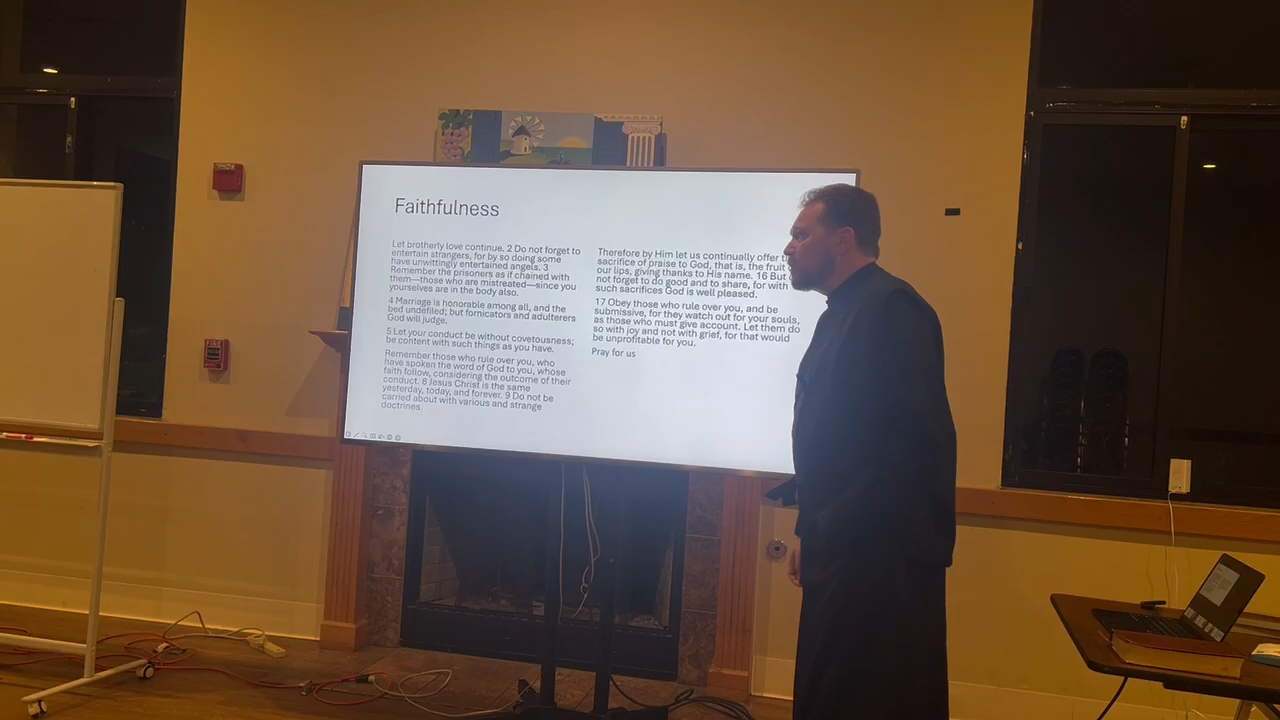 Faithfulness
Let brotherly love continue. 2 Do not forget to
entertain strangers, for by so doing some
have unwittingly entertained angels. 3
Remember the prisoners as if chained with
them—those who are mistreated—since you
yourselves are in the body also.
4 Marriage is honorable among all, and the
bed undefiled; but fornicators and adulterers
God will judge.
5 Let your conduct be without covetousness;
be content with such things as you have.
Remember those who rule over you, who
have spoken the word of God to you, whose
faith follow, considering the outcome of their
conduct. 8 Jesus Christ is the same
yesterday, today, and forever. 9 Do not be
carried about with various and strange
doctrines.
Therefore by Him let us continually offer
sacrifice of praise to God, that is, the fruit
our lips, giving thanks to His name. 16 But
not forget to do good and to share, for with
such sacrifices God is well pleased.
17 Obey those who rule over you, and be
submissive, for they watch out for your souls,
as those who must give account. Let them do
so with joy and not with grief, for that would
be unprofitable for you.
Pray for us
FIRE